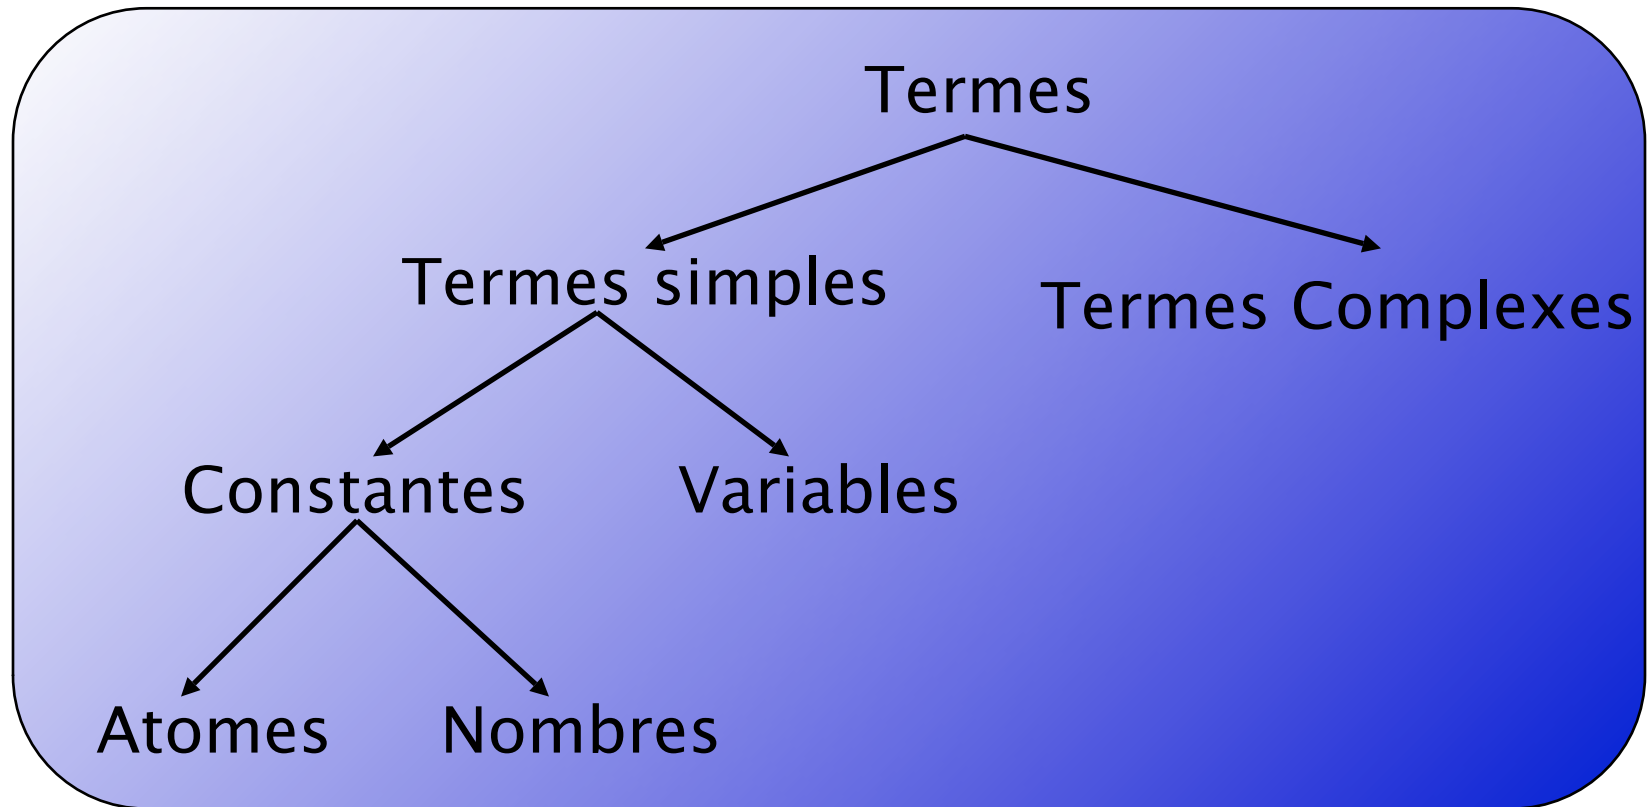 Termes
Termes simples
Termes Complexes
Constantes
Variables
Atomes
Nombres